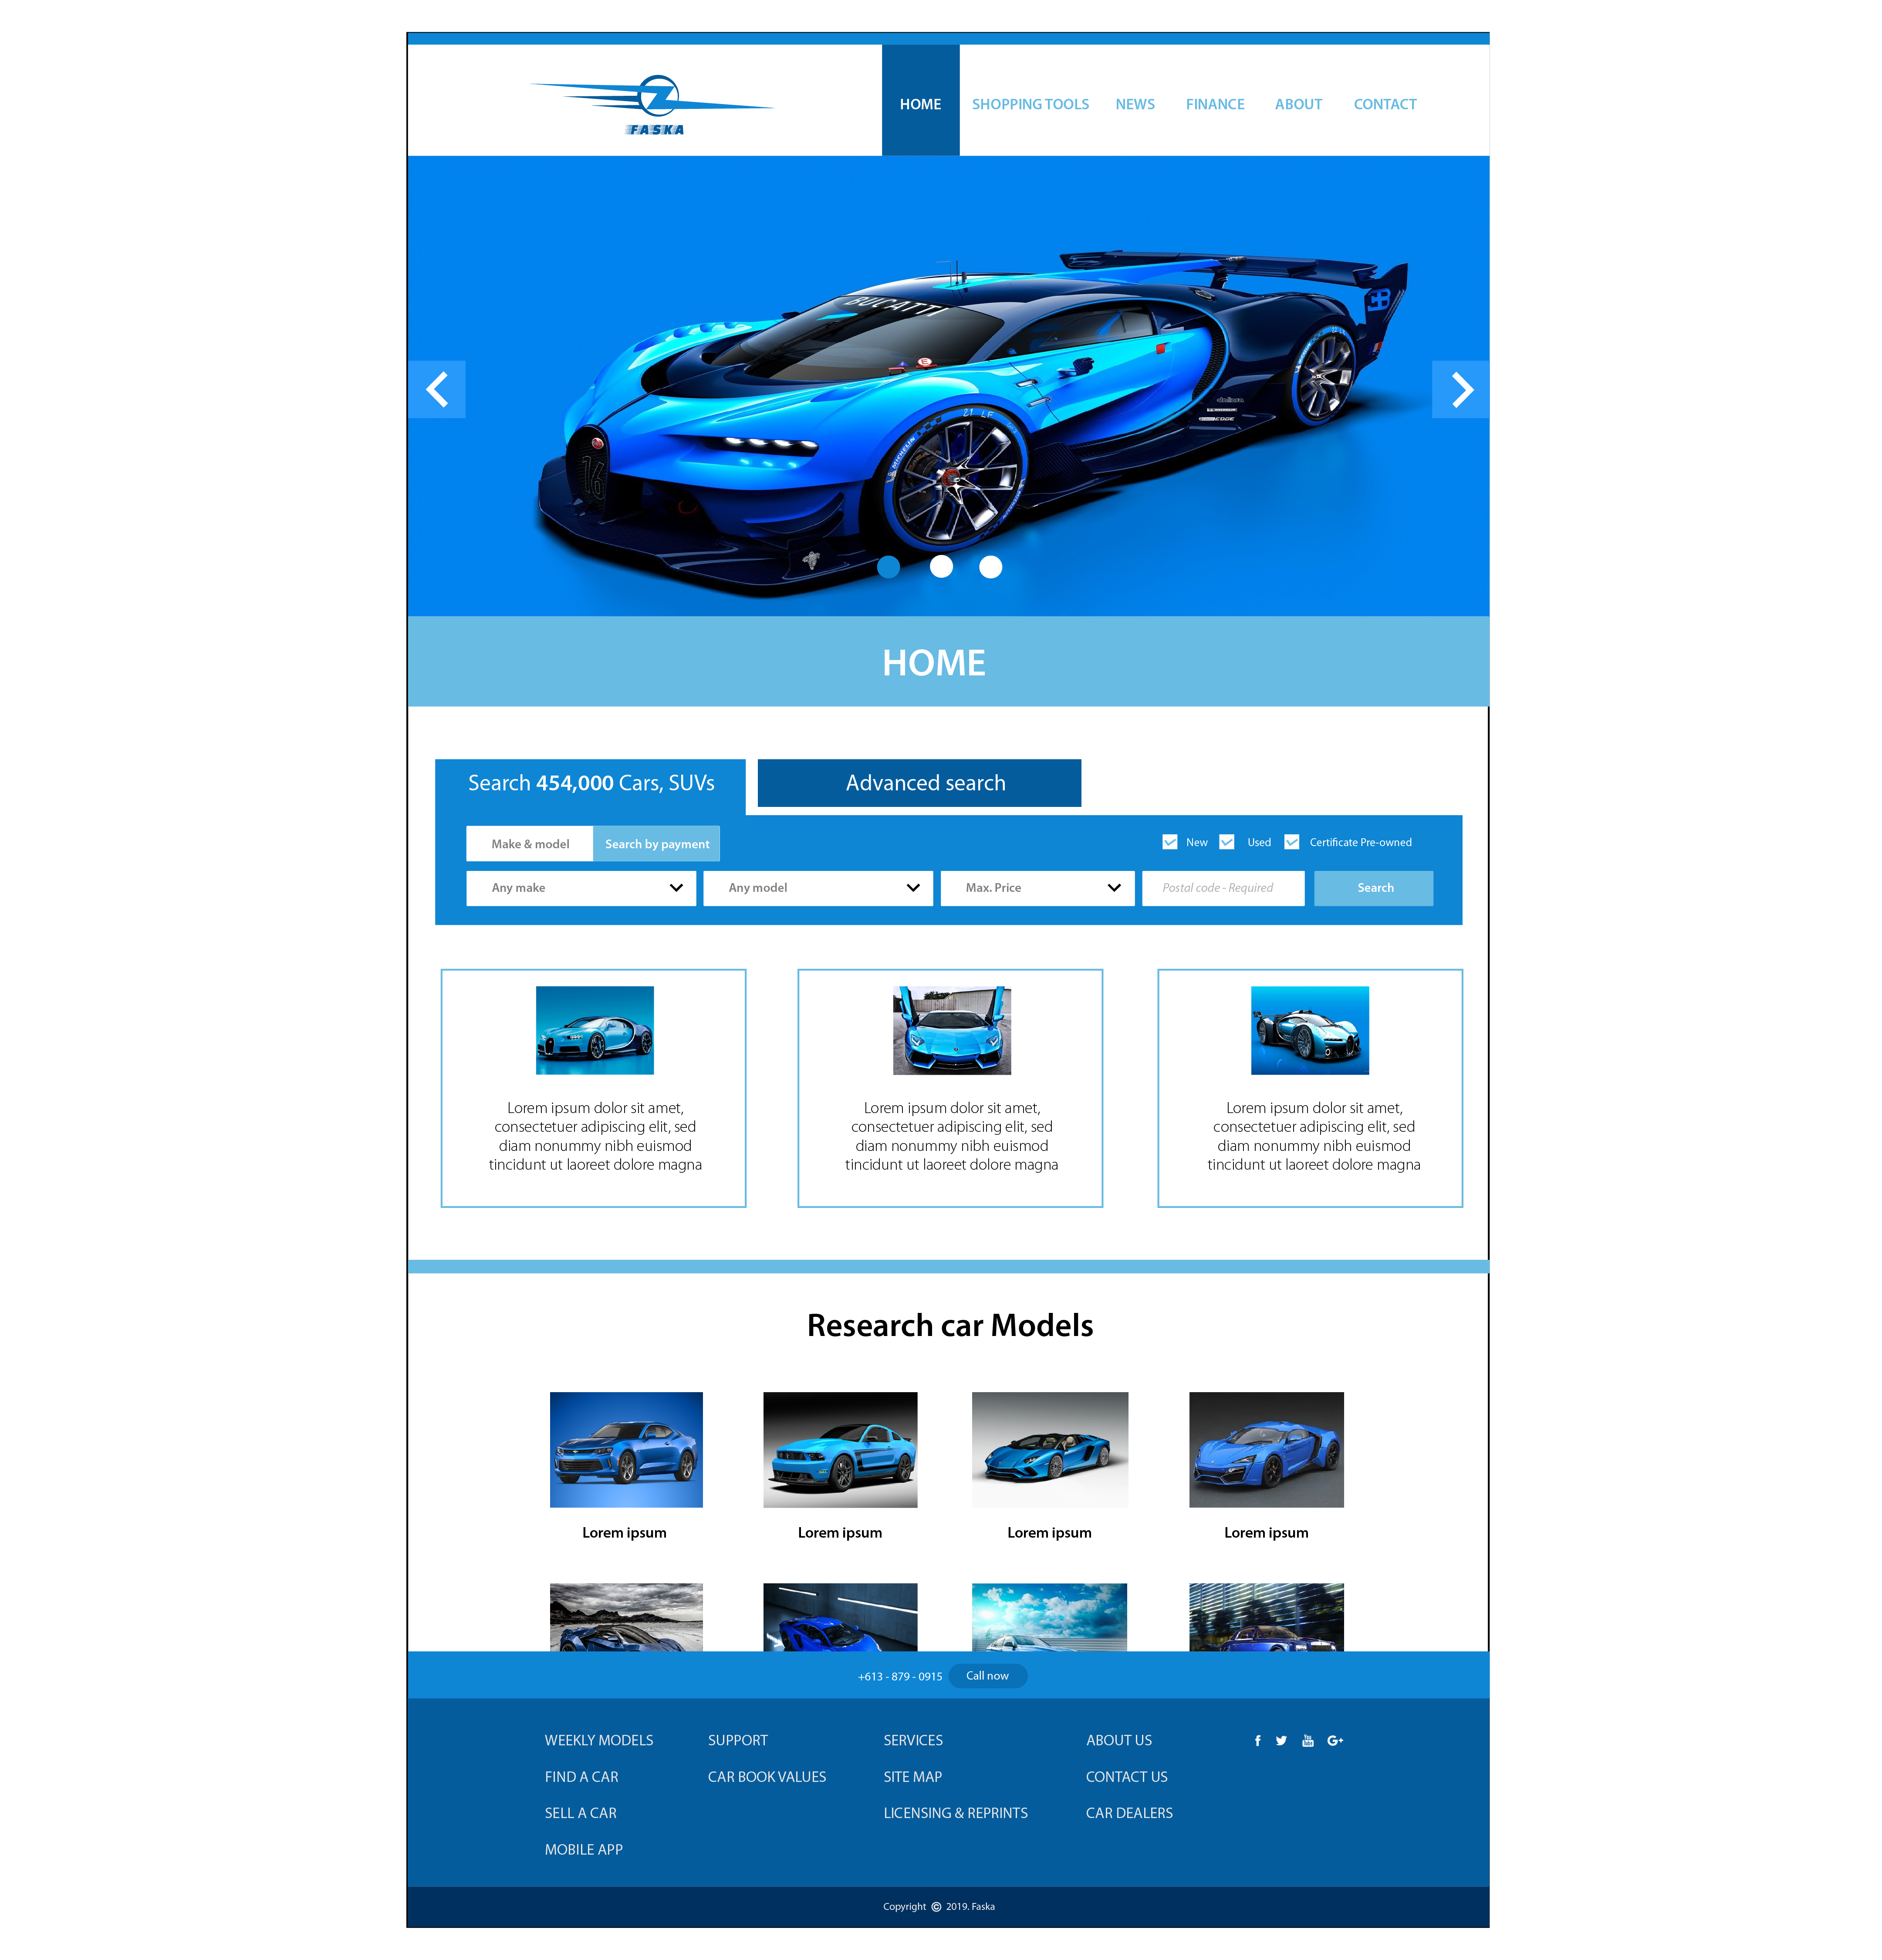 FASKA
HOME
SHOPPING TOOLS
NEWS
FINANCE
ABOUT
CONTACT
BUCATTI
21 LF
MICHELIN
16
EDGE
HOME
Search 454,000 Cars, SUVs
Advanced search
Make & model
Search by payment
New
Used
Certificate Pre-owned
Any make
Any model
Max. Price
Postal code - Required
Search
Lorem ipsum dolor sit amet,
consectetuer adipiscing elit, sed
diam nonummy nibh euismod
tincidunt ut laoreet dolore magna
Lorem ipsum dolor sit amet,
consectetuer adipiscing elit, sed
diam nonummy nibh euismod
tincidunt ut laoreet dolore magna
Lorem ipsum dolor sit amet,
consectetuer adipiscing elit, sed
diam nonummy nibh euismod
tincidunt ut laoreet dolore magna
Research car Models
Lorem ipsum
Lorem ipsum
Lorem ipsum
Lorem ipsum
+613 - 879 - 0915
Call now
WEEKLY MODELS
FIND A CAR
SELL A CAR
MOBILE APP
SUPPORT
CAR BOOK VALUES
SERVICES
SITE MAP
LICENSING & REPRINTS
ABOUT US
CONTACT US
CAR DEALERS
Copyright © 2019. Faska